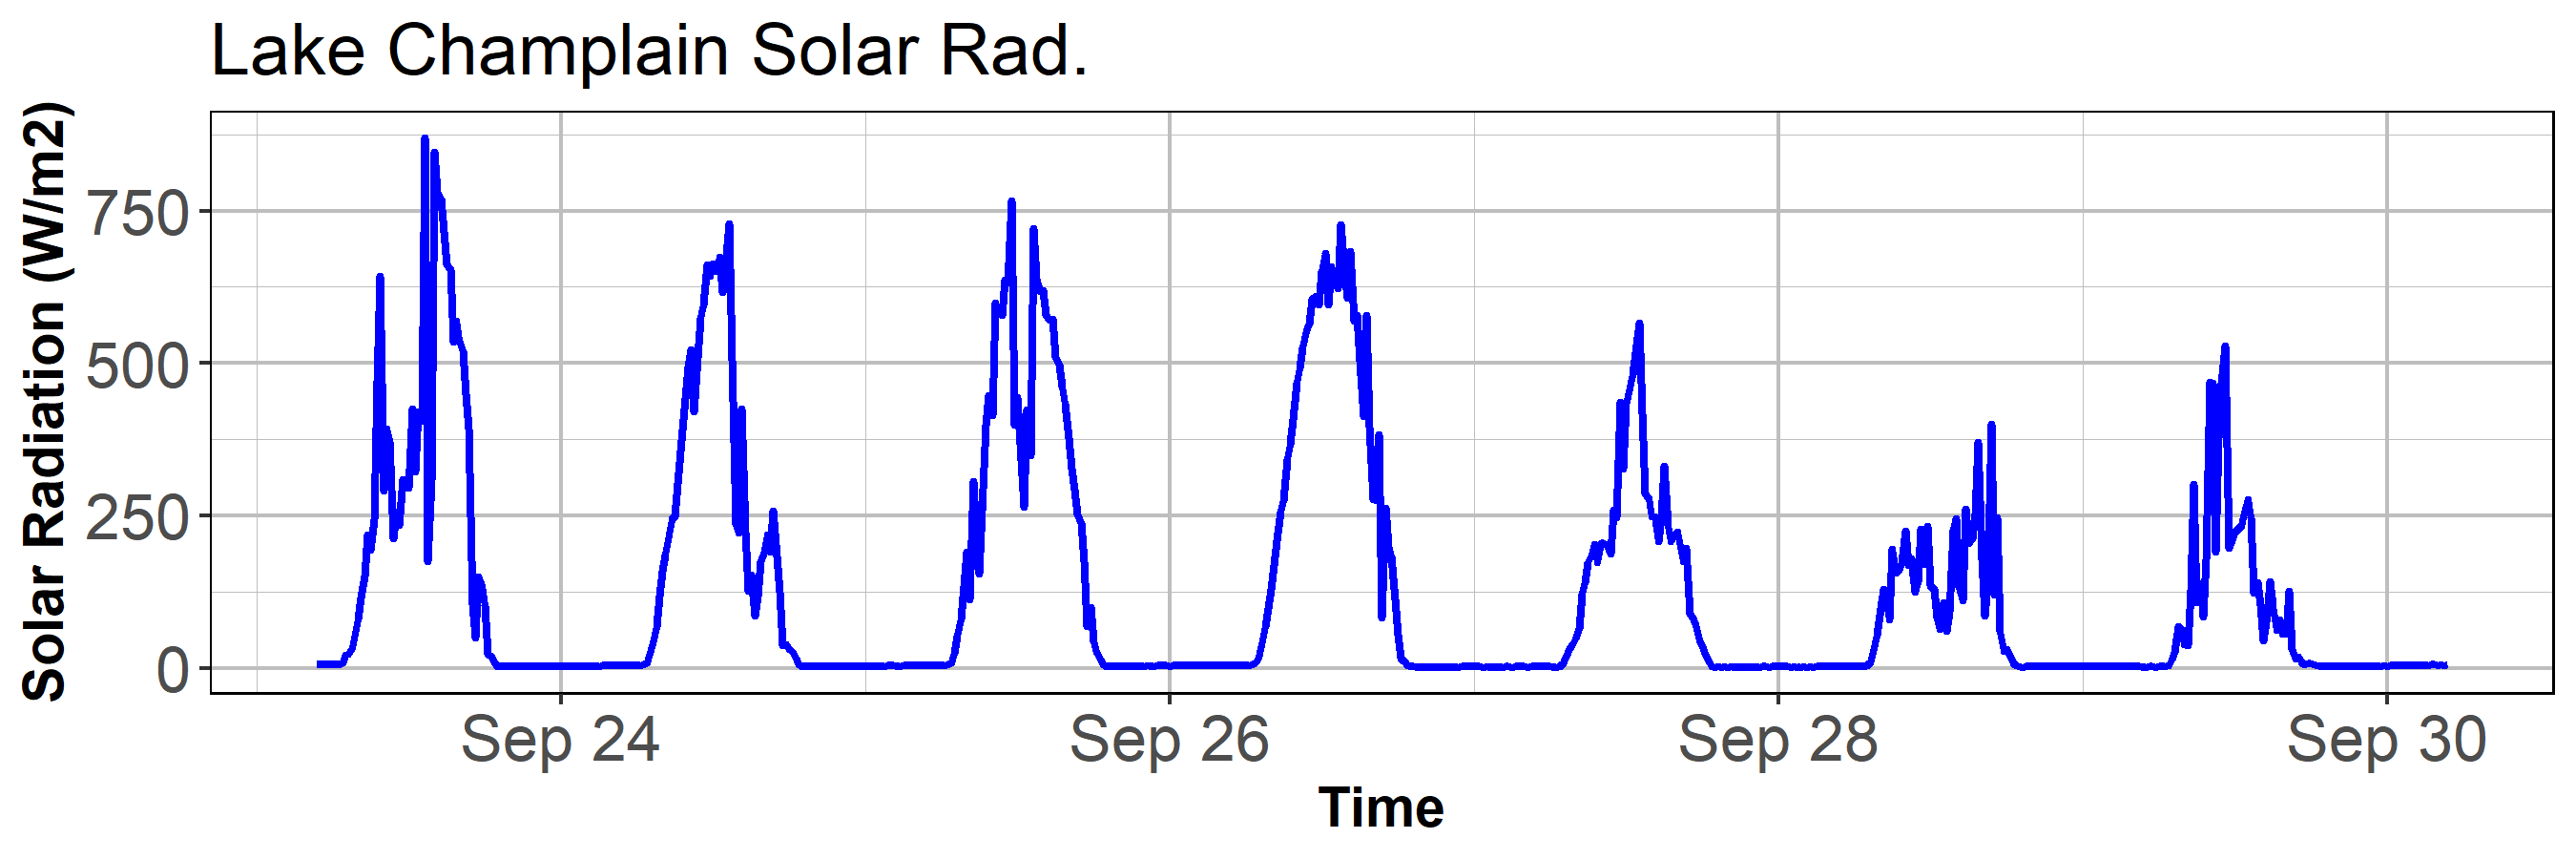 Lake Champlain Solar Rad.
Solar Radiation (W/m2)
750
500
250
0
Sep 24 Sep 26 Sep 28 Sep 30
Time